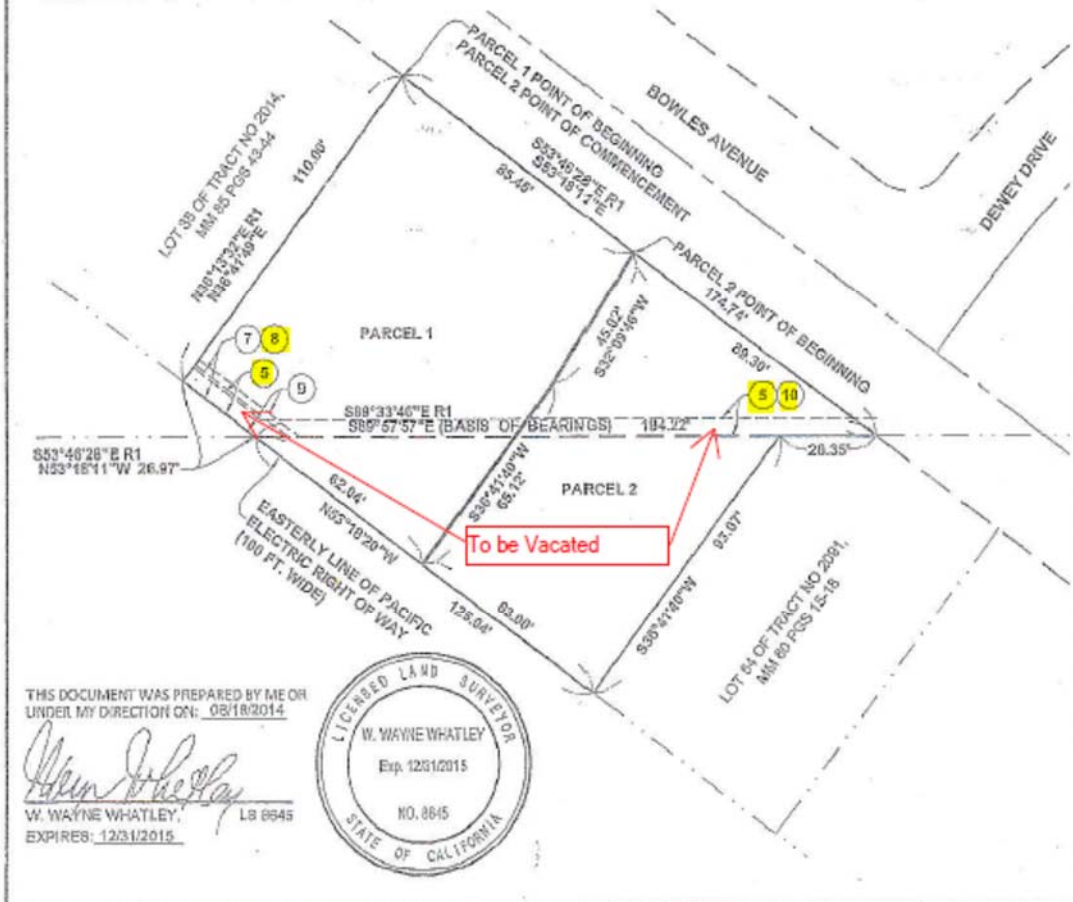 PARCEL 1 POINT OF BEGINNING
PARCEL 2 POINT OF COMMENCEMENT
BOWLES AVENUE
DEWEY DRIVE
LOT 35 OF TRACT NO 2014,
MM 85 PGS 43-44
110.00'
N36°13'32"E R1
N36°41'49"E
S53°46'28"E R1
S53°18'11"E
85.45'
PARCEL 2 POINT OF BEGINNING
174.74'
89.30'
PARCEL 1
45.02'
S32°09'46"W
7 8
5
9
5 10
S89°33'46"E R1
S89°57'57"E (BASIS OF BEARINGS) 194.22'
26.35'
S53°46'28"E R1
N53°18'11"W 26.97'
S36°41'40"W
65.12'
PARCEL 2
62.04'
N53°18'20"W
To be Vacated
EASTERLY LINE OF PACIFIC
ELECTRIC RIGHT OF WAY
(100 FT. WIDE)
93.07'
S36°41'40"W
125.04'
63.00'
LOT 54 OF TRACT NO 2091,
MM 60 PGS 15-18
THIS DOCUMENT WAS PREPARED BY ME OR
UNDER MY DIRECTION ON: 08/18/2014
W. WAYNE WHATLEY, LS 8645
EXPIRES: 12/31/2015
LICENSED LAND SURVEYOR
W. WAYNE WHATLEY
Exp. 12/31/2015
NO. 8645
STATE OF CALIFORNIA